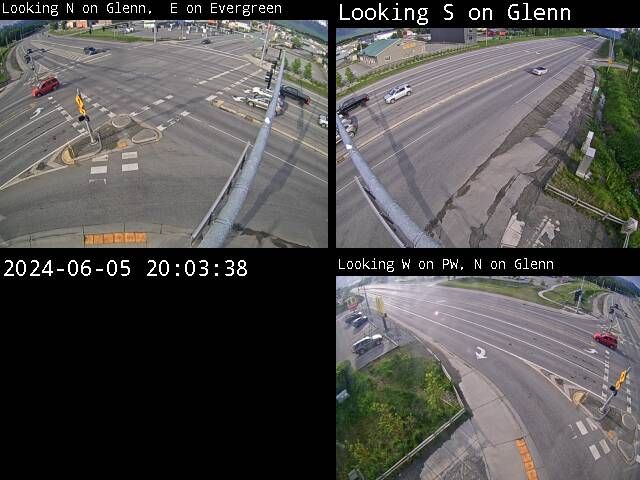 Looking N on Glenn, E on Evergreen
Looking S on Glenn
2024-06-05 20:03:38
Looking W on PW, N on Glenn